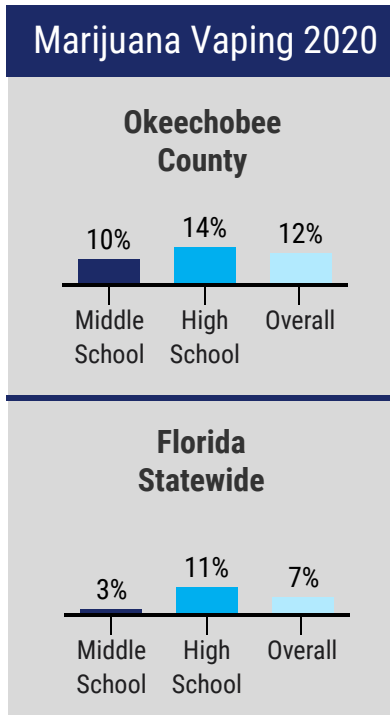 Marijuana Vaping 2020
Okeechobee
County
10% 14% 12%
Middle School High School Overall
Florida
Statewide
3% 11% 7%
Middle School High School Overall